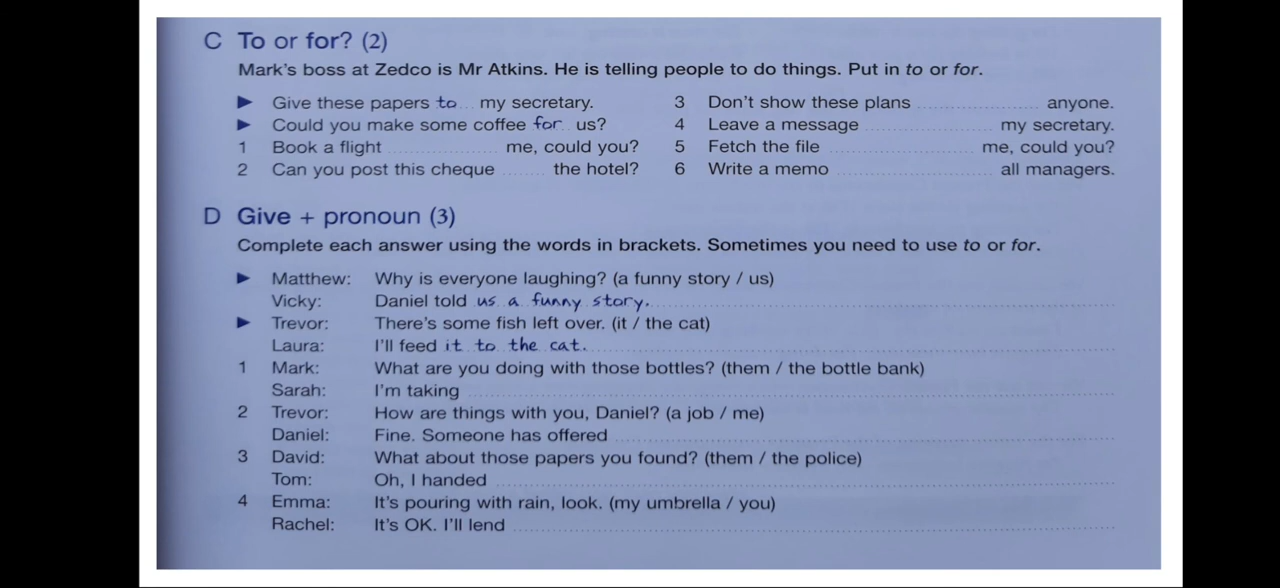 C To or for? (2)
Mark's boss at Zedco is Mr Atkins. He is telling people to do things. Put in to or for.
► Give these papers to my secretary.
► Could you make some coffee for us?
1 Book a flight .................... me, could you?
2 Can you post this cheque ........ the hotel?
3 Don't show these plans .................... anyone.
4 Leave a message .................... my secretary.
5 Fetch the file .................... me, could you?
6 Write a memo .................... all managers.
D Give + pronoun (3)
Complete each answer using the words in brackets. Sometimes you need to use to or for.
► Matthew: Why is everyone laughing? (a funny story / us)
Vicky: Daniel told us a funny story.
► Trevor: There's some fish left over. (it / the cat)
Laura: I'll feed it to the cat.
1 Mark: What are you doing with those bottles? (them / the bottle bank)
Sarah: I'm taking ....................
2 Trevor: How are things with you, Daniel? (a job / me)
Daniel: Fine. Someone has offered ....................
3 David: What about those papers you found? (them / the police)
Tom: Oh, I handed ....................
4 Emma: It's pouring with rain, look. (my umbrella / you)
Rachel: It's OK. I'll lend ....................